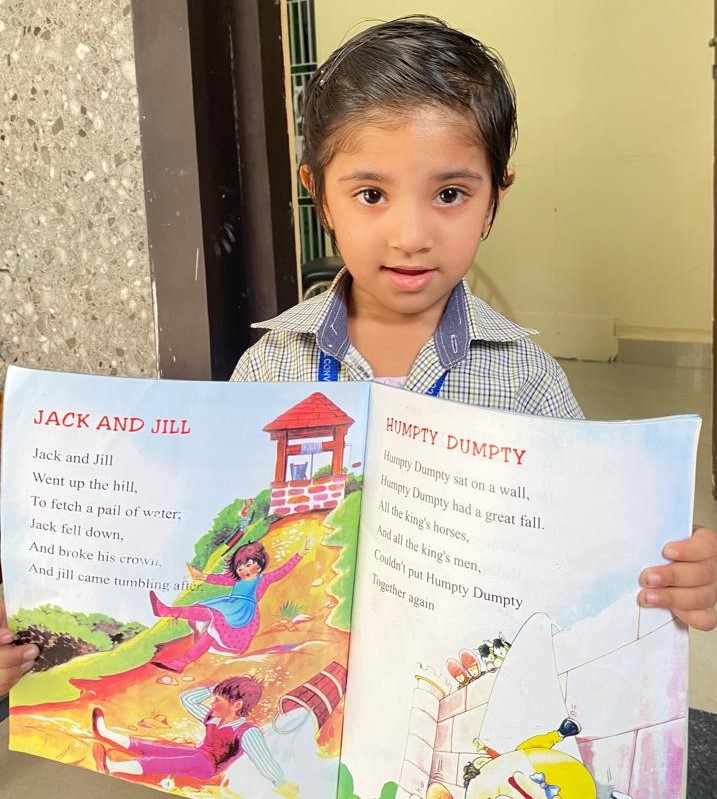 JACK AND JILL
Jack and Jill
Went up the hill,
To fetch a pail of water;
Jack fell down,
And broke his crown,
And jill came tumbling after.
HUMPTY DUMPTY
Humpty Dumpty sat on a wall,
Humpty Dumpty had a great fall.
All the king's horses,
And all the king's men,
Couldn't put Humpty Dumpty
Together again